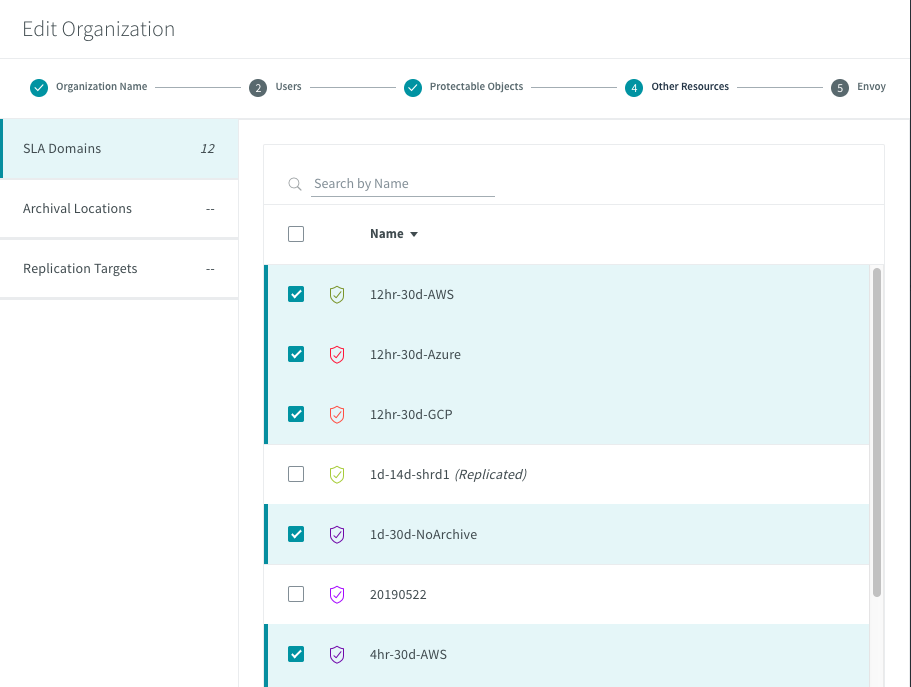 Edit Organization
Organization Name 2 Users Protectable Objects 4 Other Resources 5 Envoy
SLA Domains 12
Archival Locations --
Replication Targets --
Search by Name
Name
12hr-30d-AWS
12hr-30d-Azure
12hr-30d-GCP
1d-14d-shrd1 (Replicated)
1d-30d-NoArchive
20190522
4hr-30d-AWS